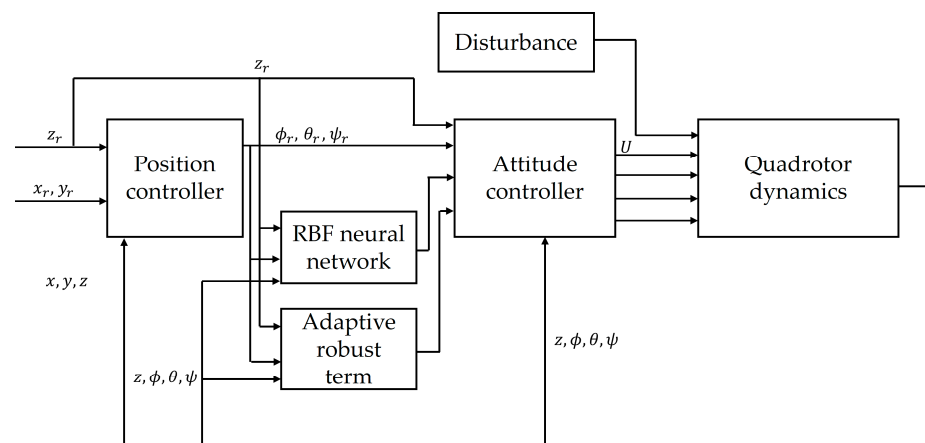 Disturbance
z_r
z_r
ϕ_r, θ_r, ψ_r
x_r, y_r
Position
controller
Attitude
controller
U
Quadrotor
dynamics
RBF neural
network
x, y, z
Adaptive
robust
term
z, ϕ, θ, ψ
z, ϕ, θ, ψ